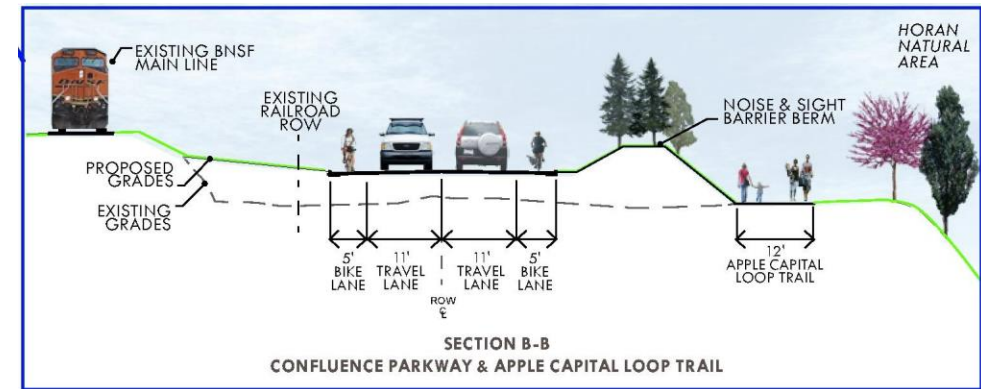 EXISTING BNSF
MAIN LINE
EXISTING
RAILROAD
ROW
PROPOSED
GRADES
EXISTING
GRADES
NOISE & SIGHT
BARRIER BERM
HORAN
NATURAL
AREA
5'
BIKE
LANE
11'
TRAVEL
LANE
11'
TRAVEL
LANE
5'
BIKE
LANE
ROW
℄
12'
APPLE CAPITAL
LOOP TRAIL
SECTION B-B
CONFLUENCE PARKWAY & APPLE CAPITAL LOOP TRAIL